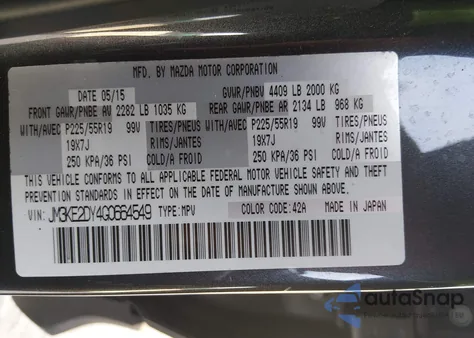 MFD. BY MAZDA MOTOR CORPORATION
DATE 05/15 GVWR/PNBV 4409 LB 2000 KG
FRONT GAWR/PNBE AV 2282 LB 1035 KG REAR GAWR/PNBE AR 2134 LB 968 KG
WITH/AVEC P225/55R19 99V TIRES/PNEUS WITH/AVEC P225/55R19 99V TIRES/PNEUS
19X7J RIMS/JANTES 19X7J RIMS/JANTES
250 KPA/36 PSI COLD/A FROID 250 KPA/36 PSI COLD/A FROID
THIS VEHICLE CONFORMS TO ALL APPLICABLE FEDERAL MOTOR VEHICLE SAFETY AND THEFT PREVENTION
STANDARDS IN EFFECT ON THE DATE OF MANUFACTURE SHOWN ABOVE.
VIN: JM3KE2DY4G0664549 TYPE:MPV COLOR CODE:42A MADE IN JAPAN
autoSnap